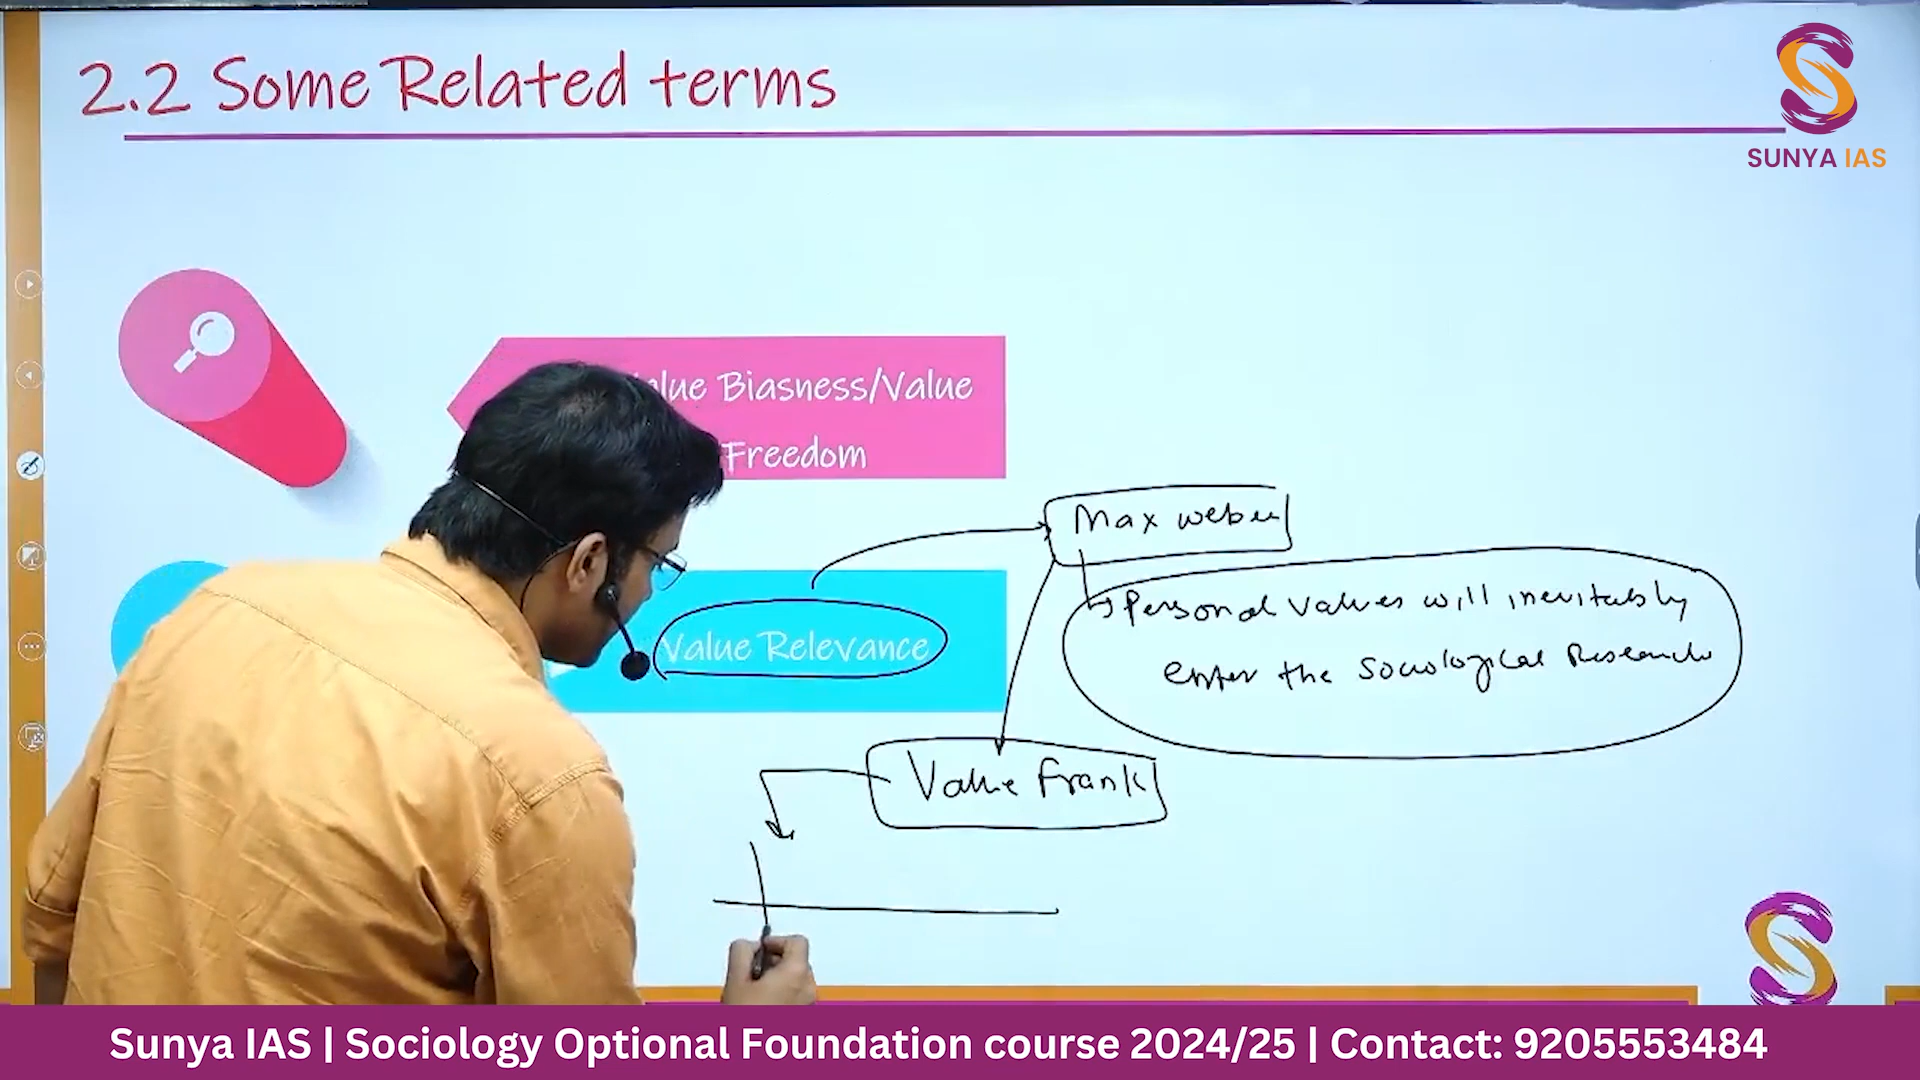 2.2 Some Related terms
SUNYA IAS
Value Biasness/Value
Freedom
Max weber
Value Relevance
Personal values will inevitably
enter the sociological Research
Value Frank
Sunya IAS | Sociology Optional Foundation course 2024/25 | Contact: 9205553484